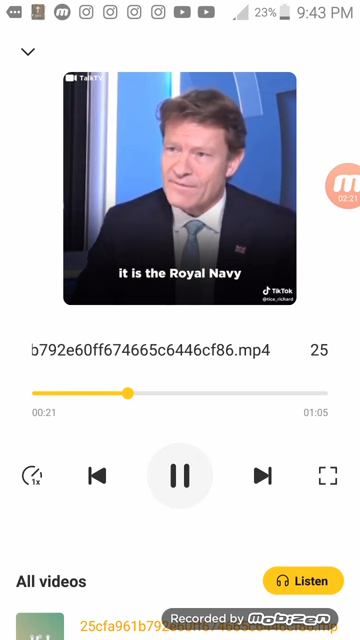 23% 9:43 PM
TalkTV
02:21
it is the Royal Navy
TikTok
@tice_richard
b792e60ff674665c6446cf86.mp4 25
00:21 01:05
1x
All videos Listen
Recorded by mobizen